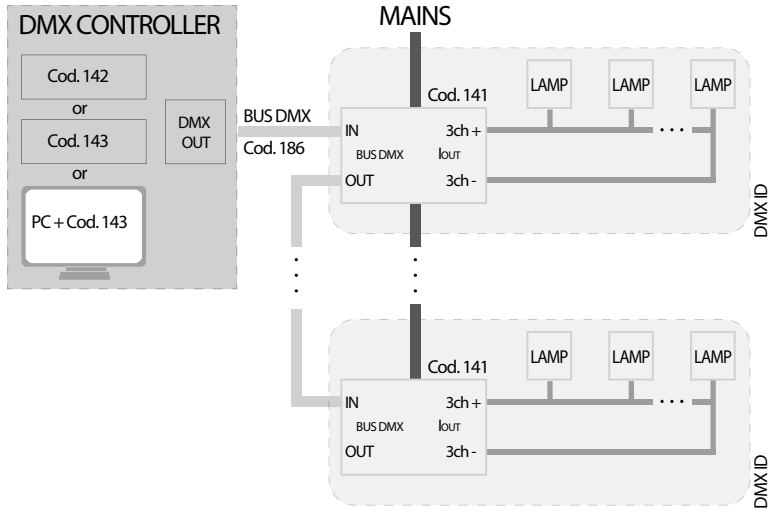 DMX CONTROLLER
Cod. 142
or
Cod. 143
or
PC + Cod. 143
DMX
OUT
BUS DMX
Cod. 186
MAINS
Cod. 141
IN
3ch +
BUS DMX
IOUT
OUT
3ch -
LAMP
LAMP
LAMP
...
DMX ID
...
...
Cod. 141
IN
3ch +
BUS DMX
IOUT
OUT
3ch -
LAMP
LAMP
LAMP
...
DMX ID